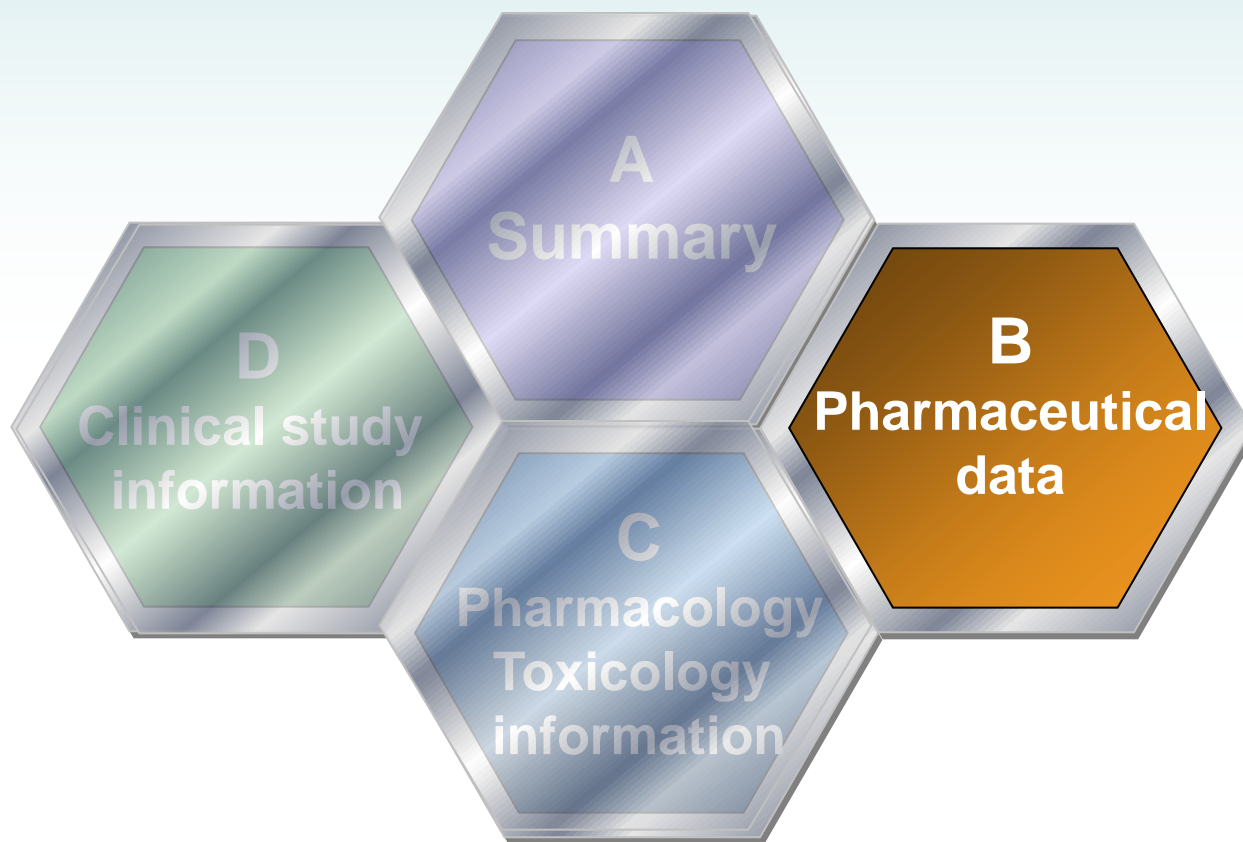 A
Summary
B
Pharmaceutical
data
C
Pharmacology
Toxicology
information
D
Clinical study
information